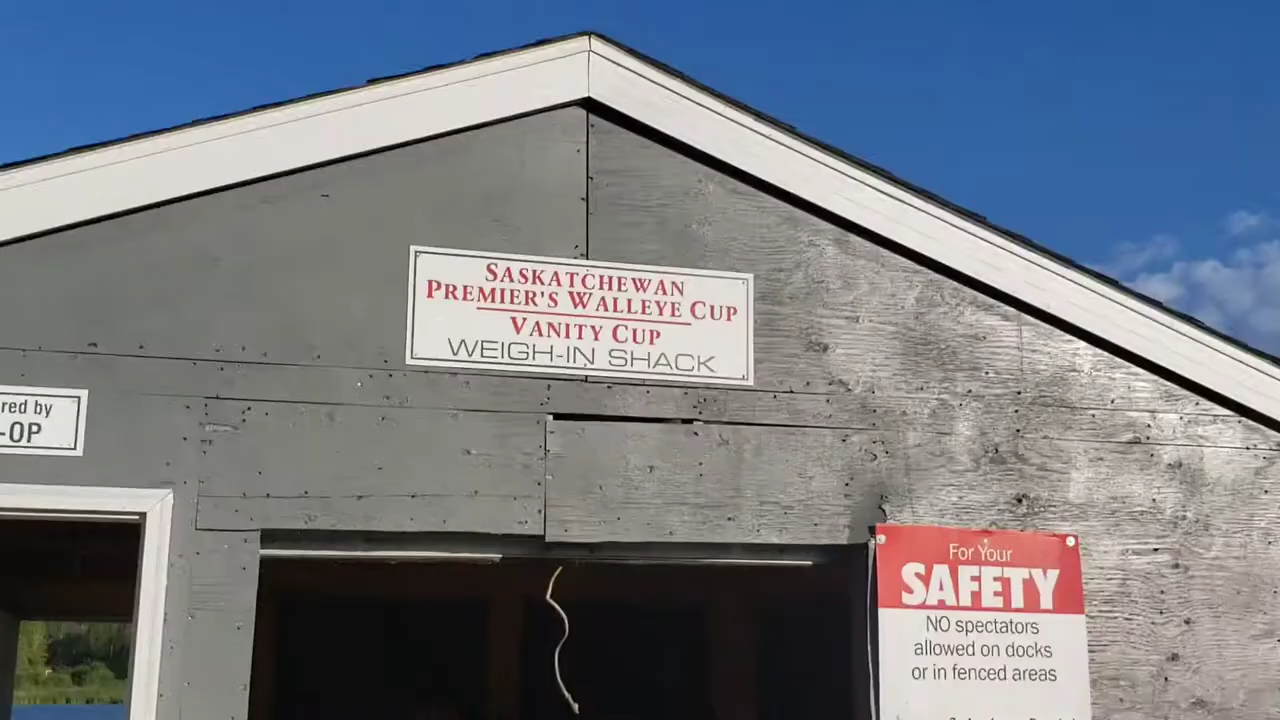 SASKATCHEWAN
PREMIER'S WALLEYE CUP
VANITY CUP
WEIGH-IN SHACK
red by
-OP
For Your
SAFETY
NO spectators
allowed on docks
or in fenced areas